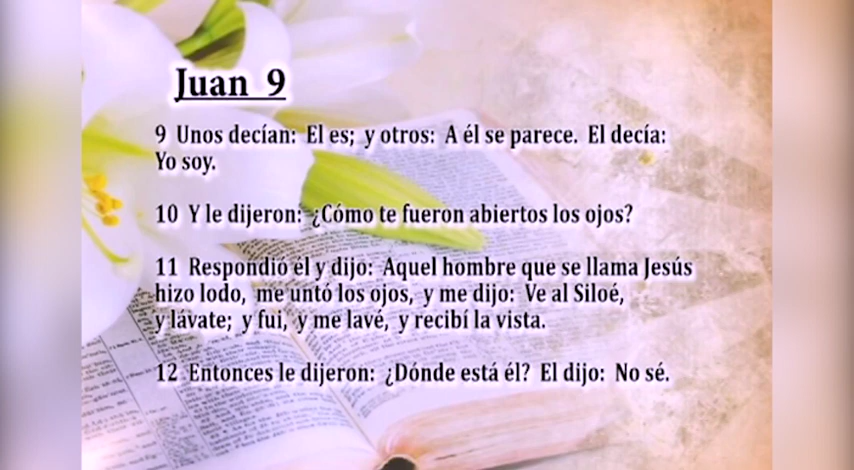 Juan 9
9 Unos decían: El es; y otros: A él se parece. El decía:
Yo soy.
10 Y le dijeron: ¿Cómo te fueron abiertos los ojos?
11 Respondió él y dijo: Aquel hombre que se llama Jesús
hizo lodo, me untó los ojos, y me dijo: Ve al Siloé,
y lávate; y fui, y me lavé, y recibí la vista.
12 Entonces le dijeron: ¿Dónde está él? El dijo: No sé.